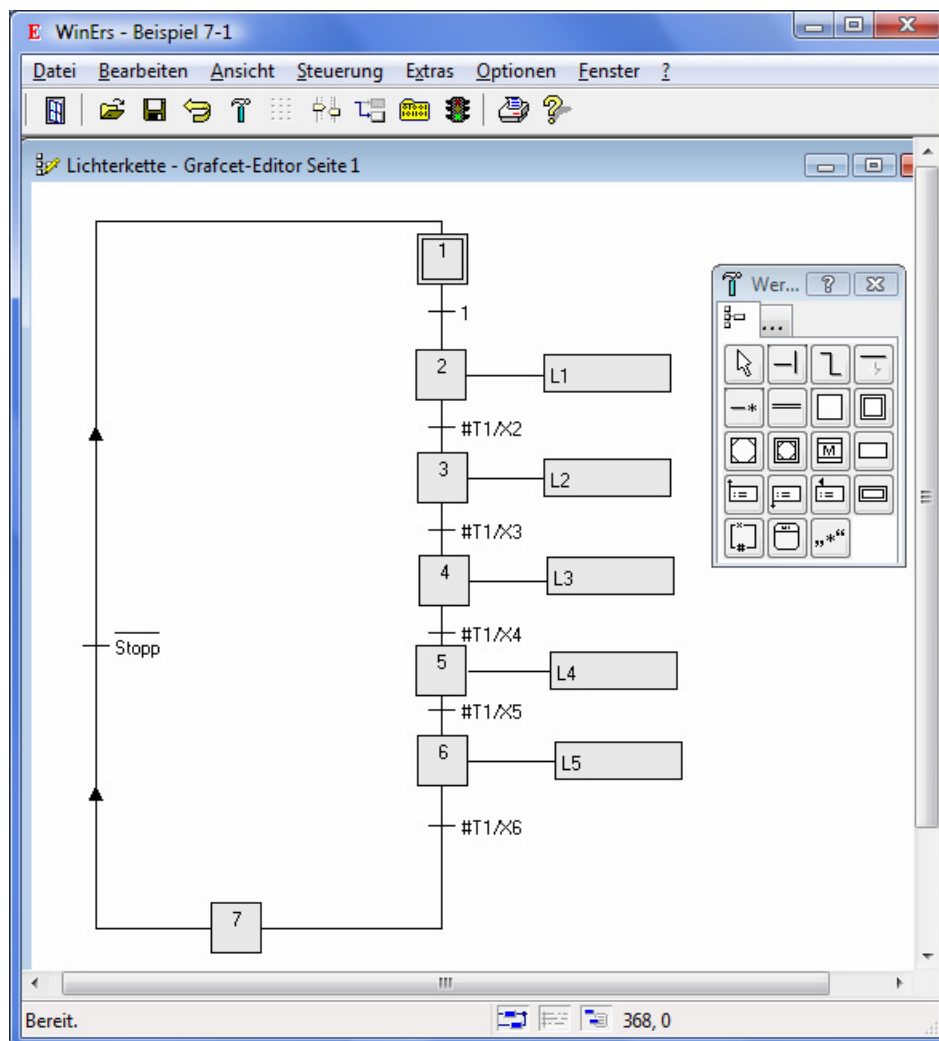 E WinErs - Beispiel 7-1
Datei Bearbeiten Ansicht Steuerung Extras Optionen Fenster ?
Lichterkette - Grafcet-Editor Seite 1
1
1
2
L1
#T1/X2
3
L2
#T1/X3
4
L3
#T1/X4
5
L4
#T1/X5
6
L5
#T1/X6
Stopp
7
Wer... ?
...
M
:= := :=
* #
„*“
Bereit.
368, 0